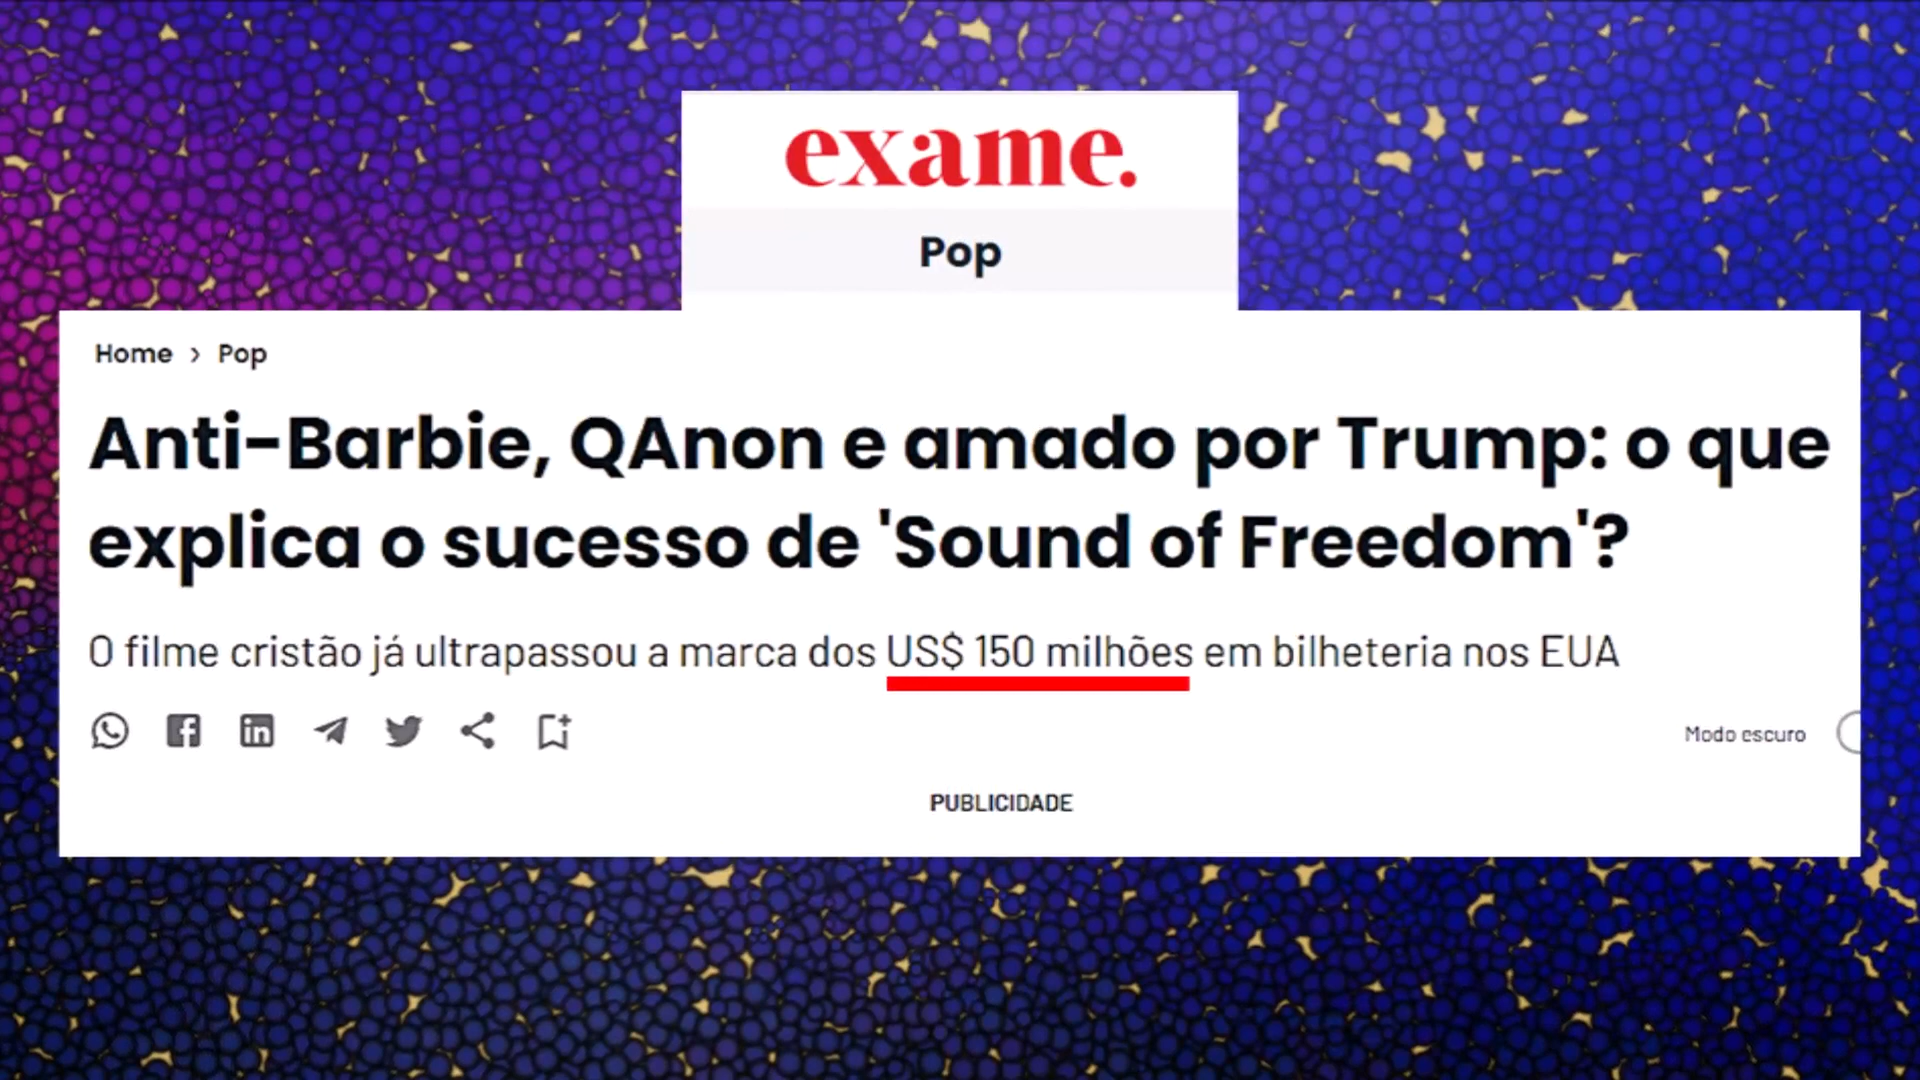 exame.
Pop
Home > Pop
Anti-Barbie, QAnon e amado por Trump: o que
explica o sucesso de 'Sound of Freedom'?
O filme cristão já ultrapassou a marca dos US$ 150 milhões em bilheteria nos EUA
Modo escuro
PUBLICIDADE